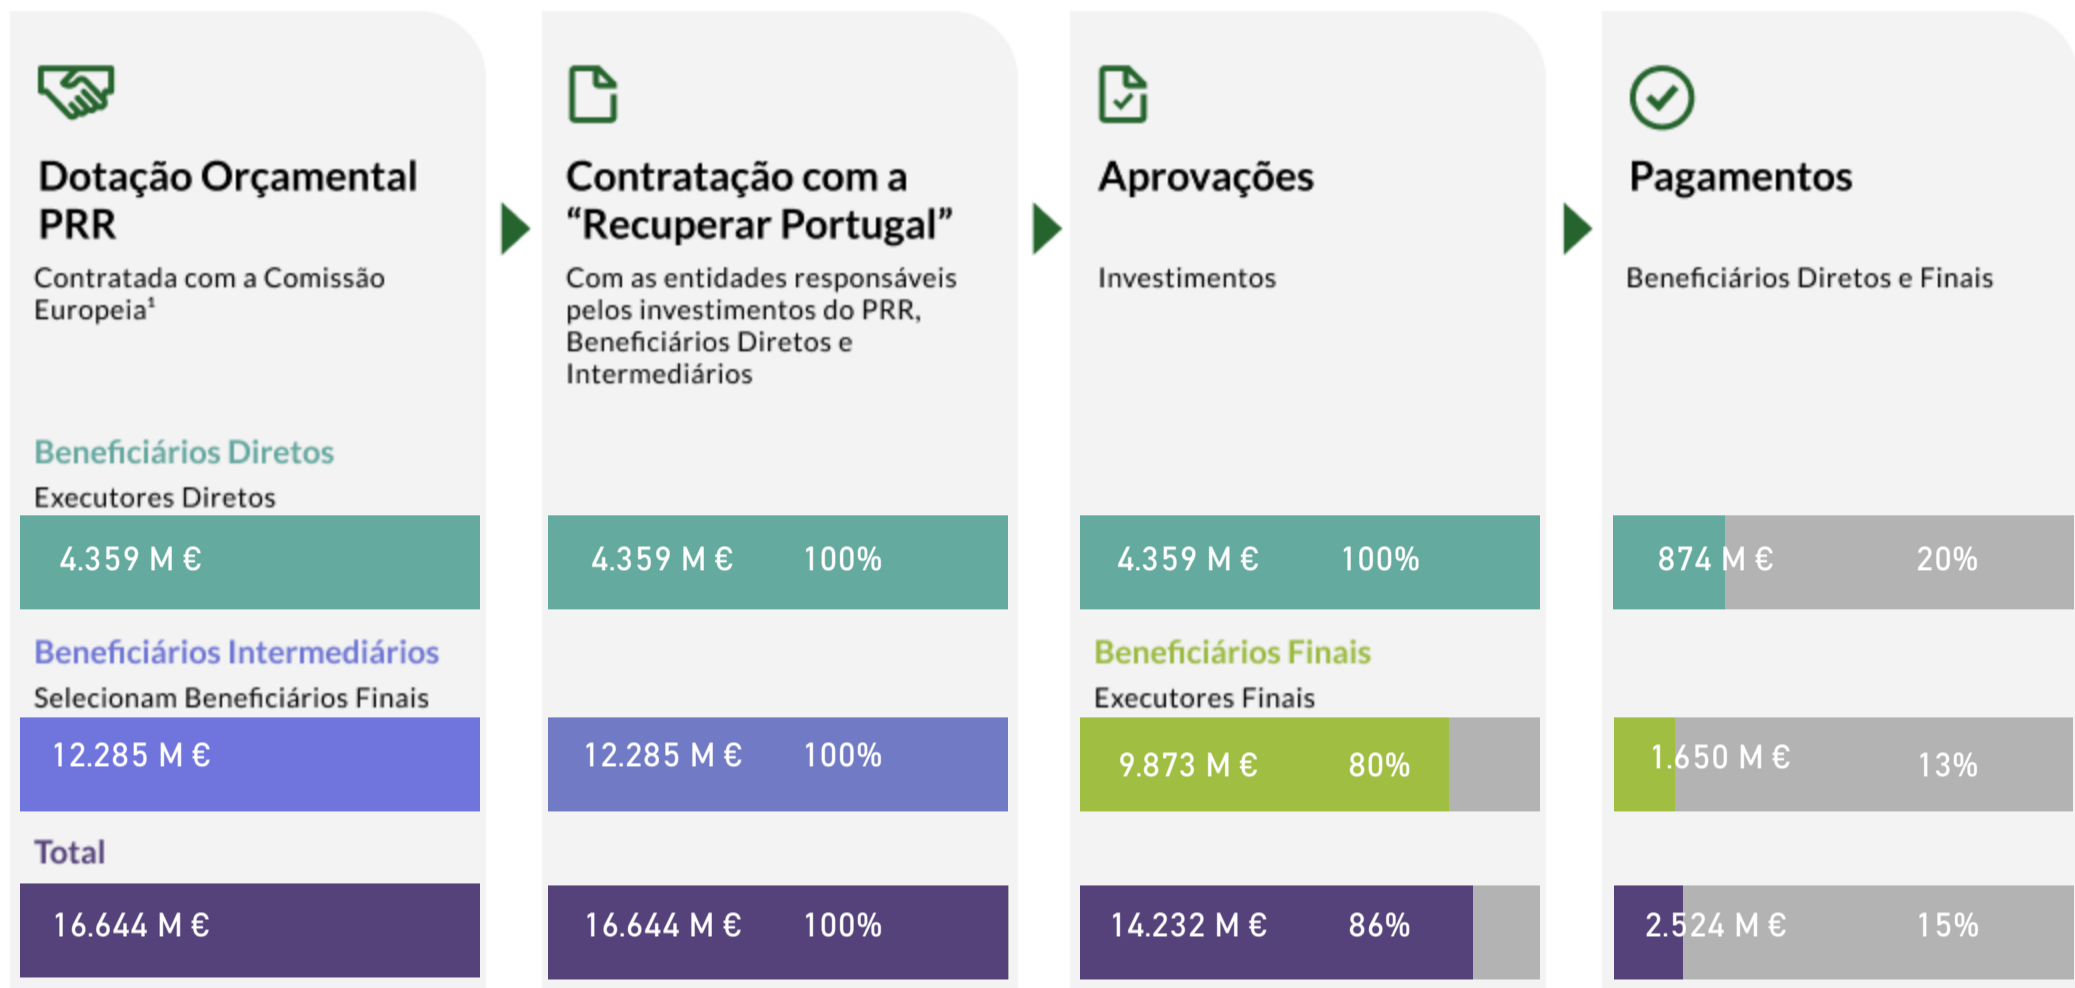 Dotação Orçamental
PRR
Contratada com a Comissão
Europeia¹
Contratação com a
“Recuperar Portugal”
Com as entidades responsáveis
pelos investimentos do PRR,
Beneficiários Diretos e
Intermediários
Aprovações
Investimentos
Pagamentos
Beneficiários Diretos e Finais
Beneficiários Diretos
Executores Diretos
4.359 M €
4.359 M € 100%
4.359 M € 100%
874 M € 20%
Beneficiários Intermediários
Selecionam Beneficiários Finais
Beneficiários Finais
Executores Finais
12.285 M €
12.285 M € 100%
9.873 M € 80%
1.650 M € 13%
Total
16.644 M €
16.644 M € 100%
14.232 M € 86%
2.524 M € 15%